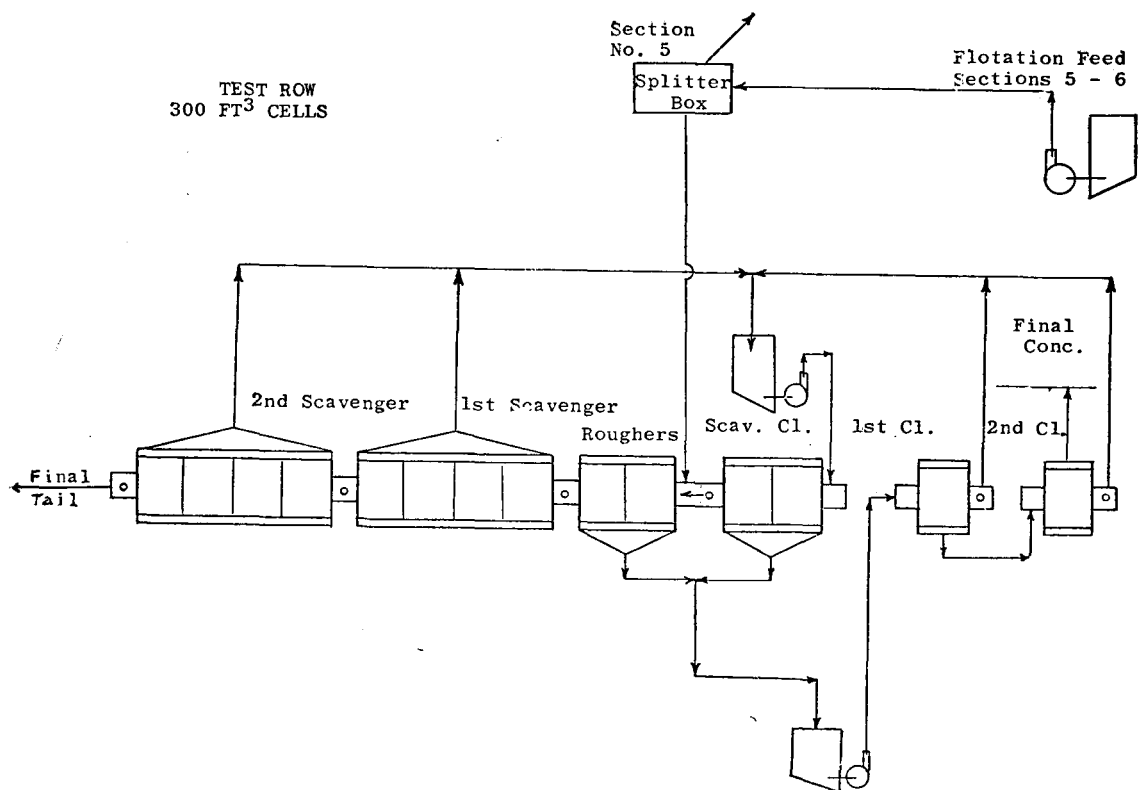 Section
No. 5
Flotation Feed
Sections 5 - 6
Splitter
Box
TEST ROW
300 FT3 CELLS
Final
Conc.
2nd Scavenger
1st Scavenger
Roughers
Scav. Cl.
1st Cl.
2nd Cl.
Final
Tail